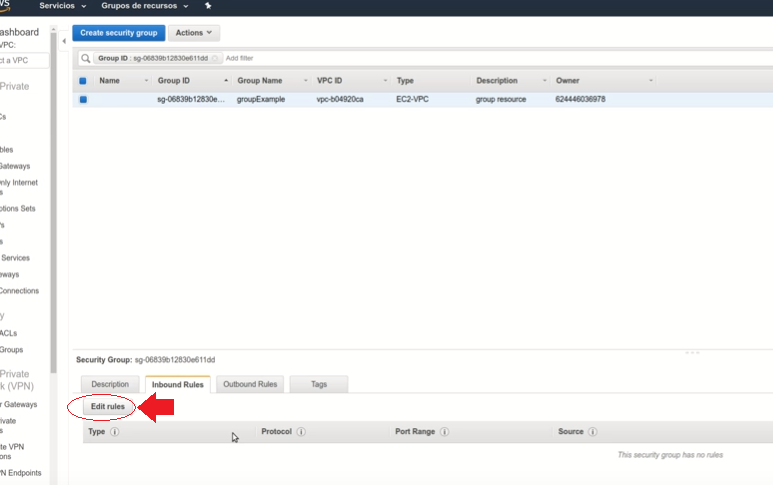 Servicios Grupos de recursos
Create security group Actions
Group ID : sg-06839b12830e611dd Add filter
Name Group ID Group Name VPC ID Type Description Owner
sg-06839b12830e... groupExample vpc-b04920ca EC2-VPC group resource 624446036978
ashboard
VPC:
ct a VPC
Private
Cs
bles
Gateways
nly Internet
s
ptions Sets
's
s
Services
eways
Connections
y
ACLs
Groups
Private
k (VPN)
r Gateways
ivate
s
te VPN
ons
PN Endpoints
Security Group: sg-06839b12830e611dd
Description Inbound Rules Outbound Rules Tags
Edit rules
Type Protocol Port Range Source
This security group has no rules